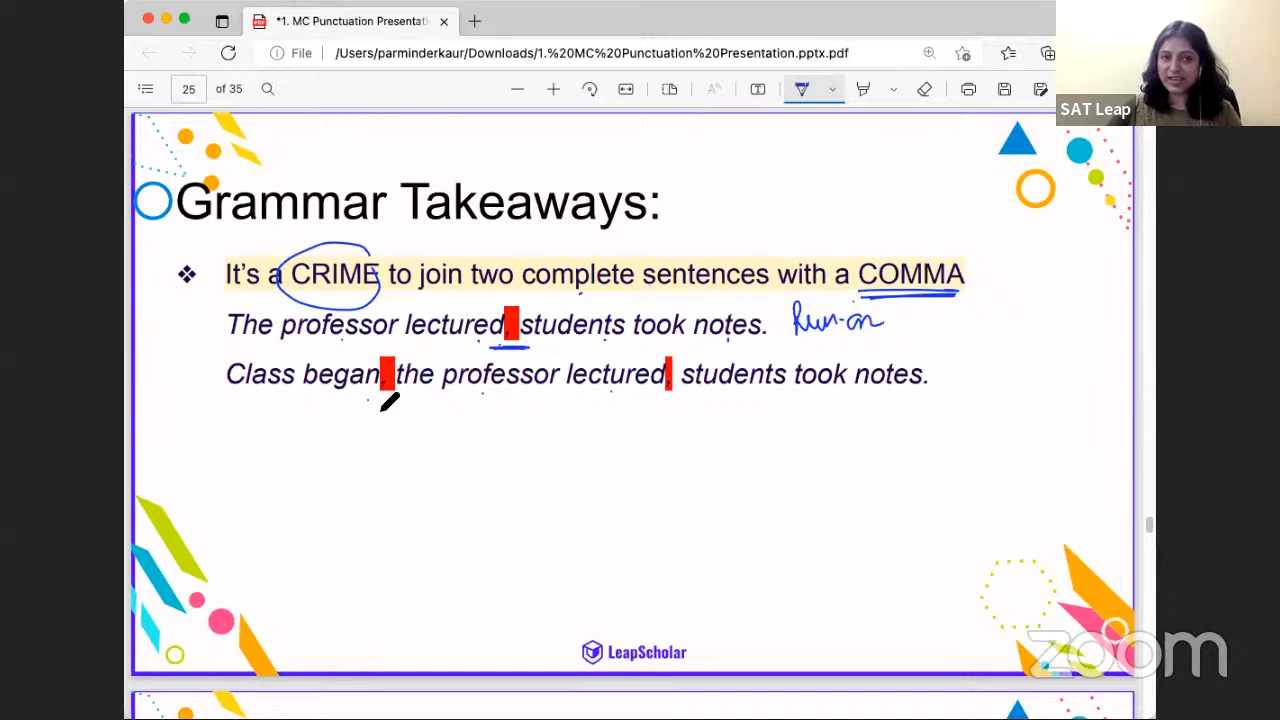 *1. MC Punctuation Presentati
File
/Users/parminderkaur/Downloads/1.%20MC%20Punctuation%20Presentation.pptx.pdf
25 of 35
SAT Leap
Grammar Takeaways:
It's a CRIME to join two complete sentences with a COMMA
The professor lectured, students took notes. Run-on
Class began, the professor lectured, students took notes.
LeapScholar
zoom